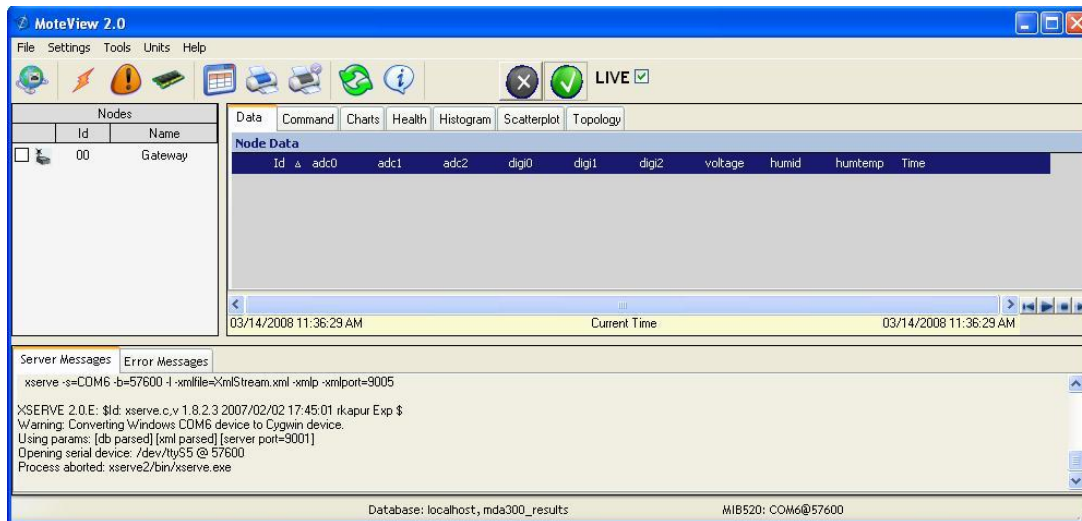 MoteView 2.0
File Settings Tools Units Help
LIVE
Nodes
Id Name
00 Gateway
Data Command Charts Health Histogram Scatterplot Topology
Node Data
Id adc0 adc1 adc2 digi0 digi1 digi2 voltage humid humtemp Time
03/14/2008 11:36:29 AM Current Time 03/14/2008 11:36:29 AM
Server Messages Error Messages
xserve -s=COM6 -b=57600 -l -xmlfile=XmlStream.xml -xmlp -xmlport=9005
XSERVE 2.0.E: $Id: xserve.c,v 1.8.2.3 2007/02/02 17:45:01 rkapur Exp $
Warning: Converting Windows COM6 device to Cygwin device.
Using params: [db parsed] [xml parsed] [server port=9001]
Opening serial device: /dev/ttyS5 @ 57600
Process aborted: xserve2/bin/xserve.exe
Database: localhost, mda300_results MIB520: COM6@57600